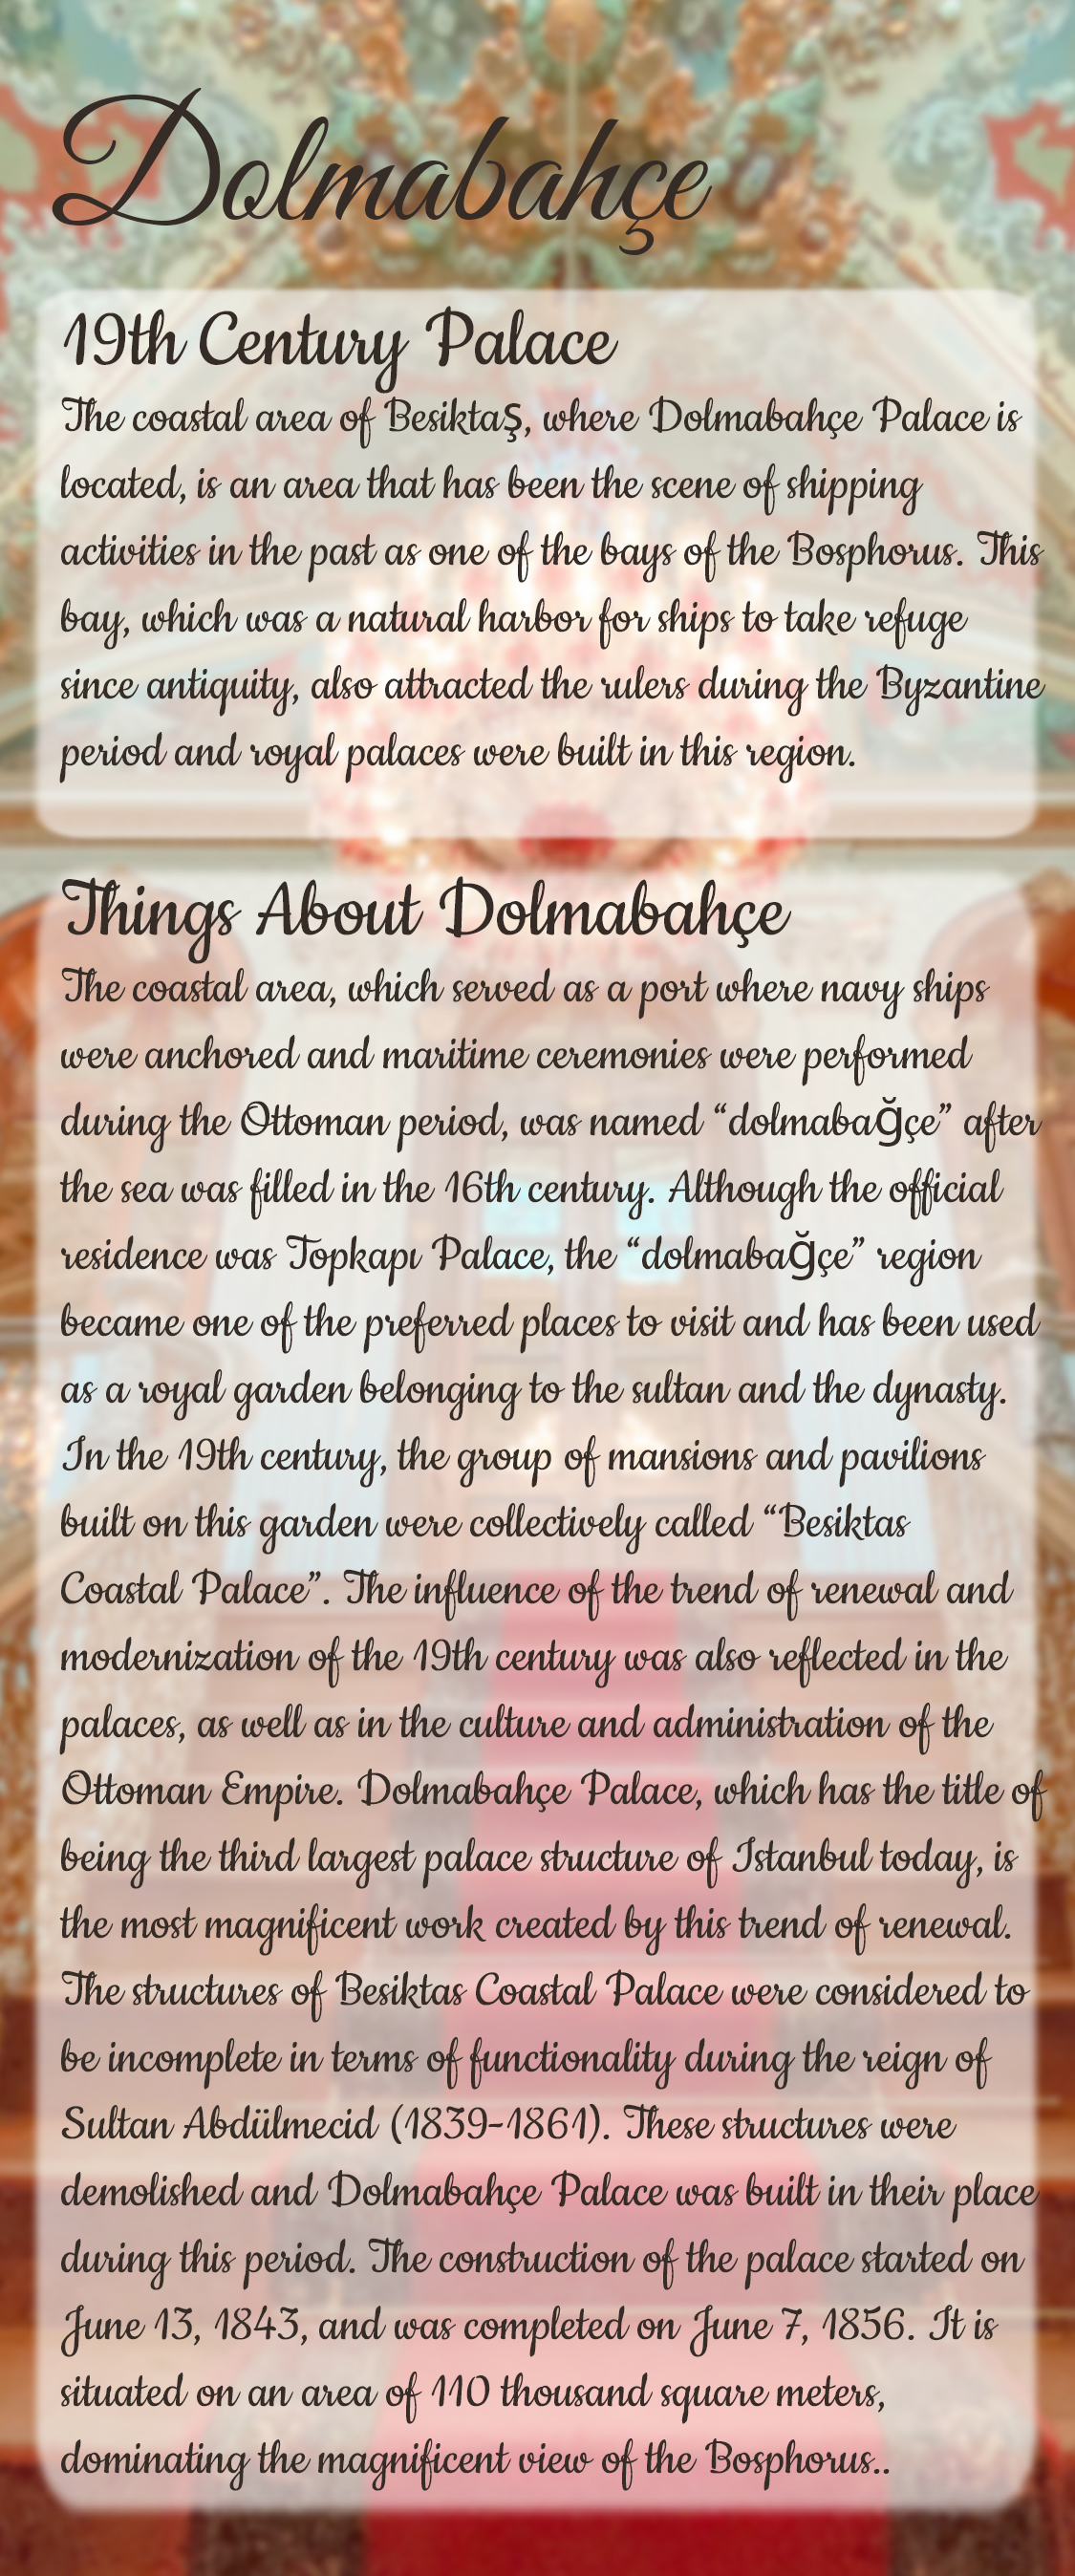 Dolmabahçe
19th Century Palace
The coastal area of Besiktaş, where Dolmabahçe Palace is
located, is an area that has been the scene of shipping
activities in the past as one of the bays of the Bosphorus. This
bay, which was a natural harbor for ships to take refuge
since antiquity, also attracted the rulers during the Byzantine
period and royal palaces were built in this region.
Things About Dolmabahçe
The coastal area, which served as a port where navy ships
were anchored and maritime ceremonies were performed
during the Ottoman period, was named “dolmabağçe” after
the sea was filled in the 16th century. Although the official
residence was Topkapı Palace, the “dolmabağçe” region
became one of the preferred places to visit and has been used
as a royal garden belonging to the sultan and the dynasty.
In the 19th century, the group of mansions and pavilions
built on this garden were collectively called “Besiktas
Coastal Palace”. The influence of the trend of renewal and
modernization of the 19th century was also reflected in the
palaces, as well as in the culture and administration of the
Ottoman Empire. Dolmabahçe Palace, which has the title of
being the third largest palace structure of Istanbul today, is
the most magnificent work created by this trend of renewal.
The structures of Besiktas Coastal Palace were considered to
be incomplete in terms of functionality during the reign of
Sultan Abdülmecid (1839-1861). These structures were
demolished and Dolmabahçe Palace was built in their place
during this period. The construction of the palace started on
June 13, 1843, and was completed on June 7, 1856. It is
situated on an area of 110 thousand square meters,
dominating the magnificent view of the Bosphorus..